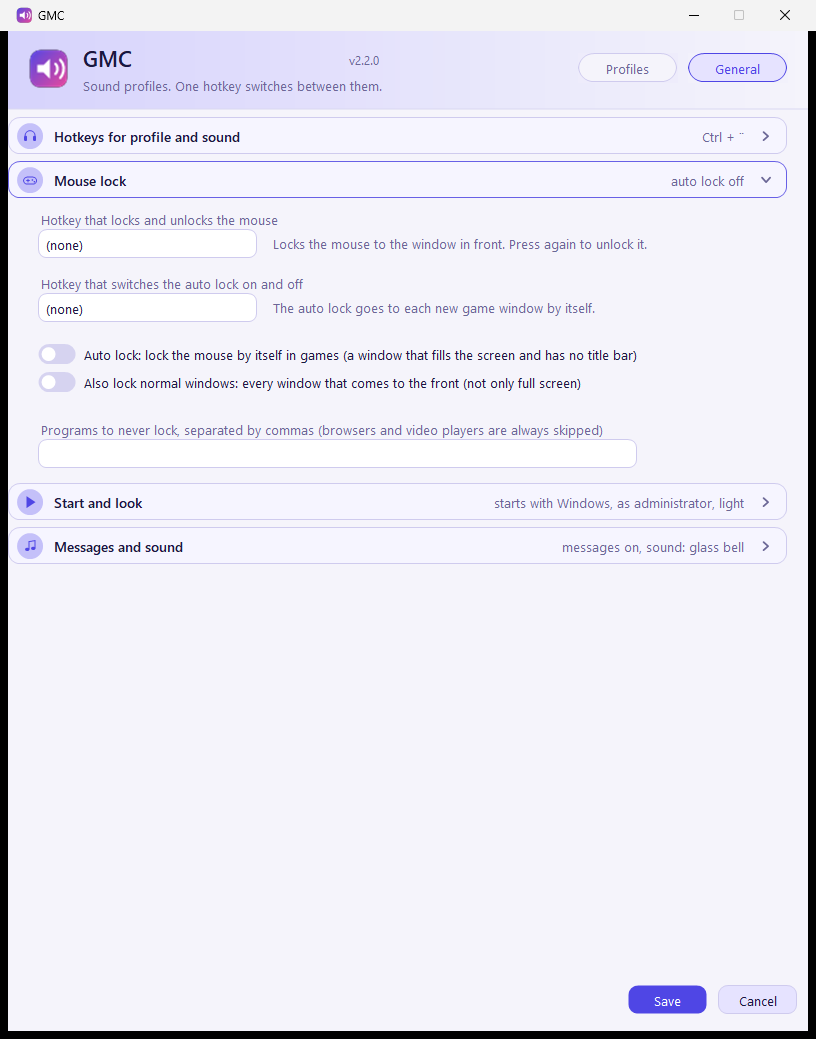 GMC
GMC
v2.2.0
Sound profiles. One hotkey switches between them.
Profiles
General
Hotkeys for profile and sound
Ctrl + ¨
Mouse lock
auto lock off
Hotkey that locks and unlocks the mouse
(none)
Locks the mouse to the window in front. Press again to unlock it.
Hotkey that switches the auto lock on and off
(none)
The auto lock goes to each new game window by itself.
Auto lock: lock the mouse by itself in games (a window that fills the screen and has no title bar)
Also lock normal windows: every window that comes to the front (not only full screen)
Programs to never lock, separated by commas (browsers and video players are always skipped)
Start and look
starts with Windows, as administrator, light
Messages and sound
messages on, sound: glass bell
Save
Cancel